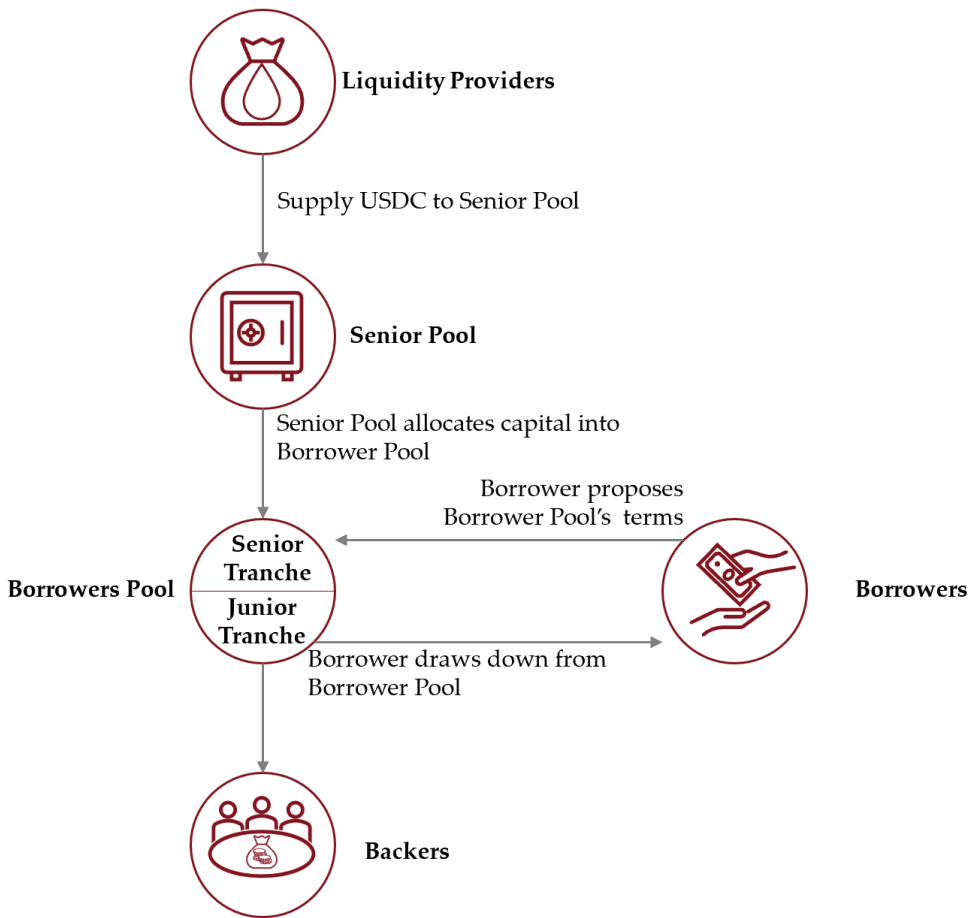 Liquidity Providers
Supply USDC to Senior Pool
Senior Pool
Senior Pool allocates capital into
Borrower Pool
Borrower proposes
Borrower Pool's  terms
Senior
Tranche
Borrowers Pool
Junior
Tranche
Borrowers
Borrower draws down from
Borrower Pool
Backers